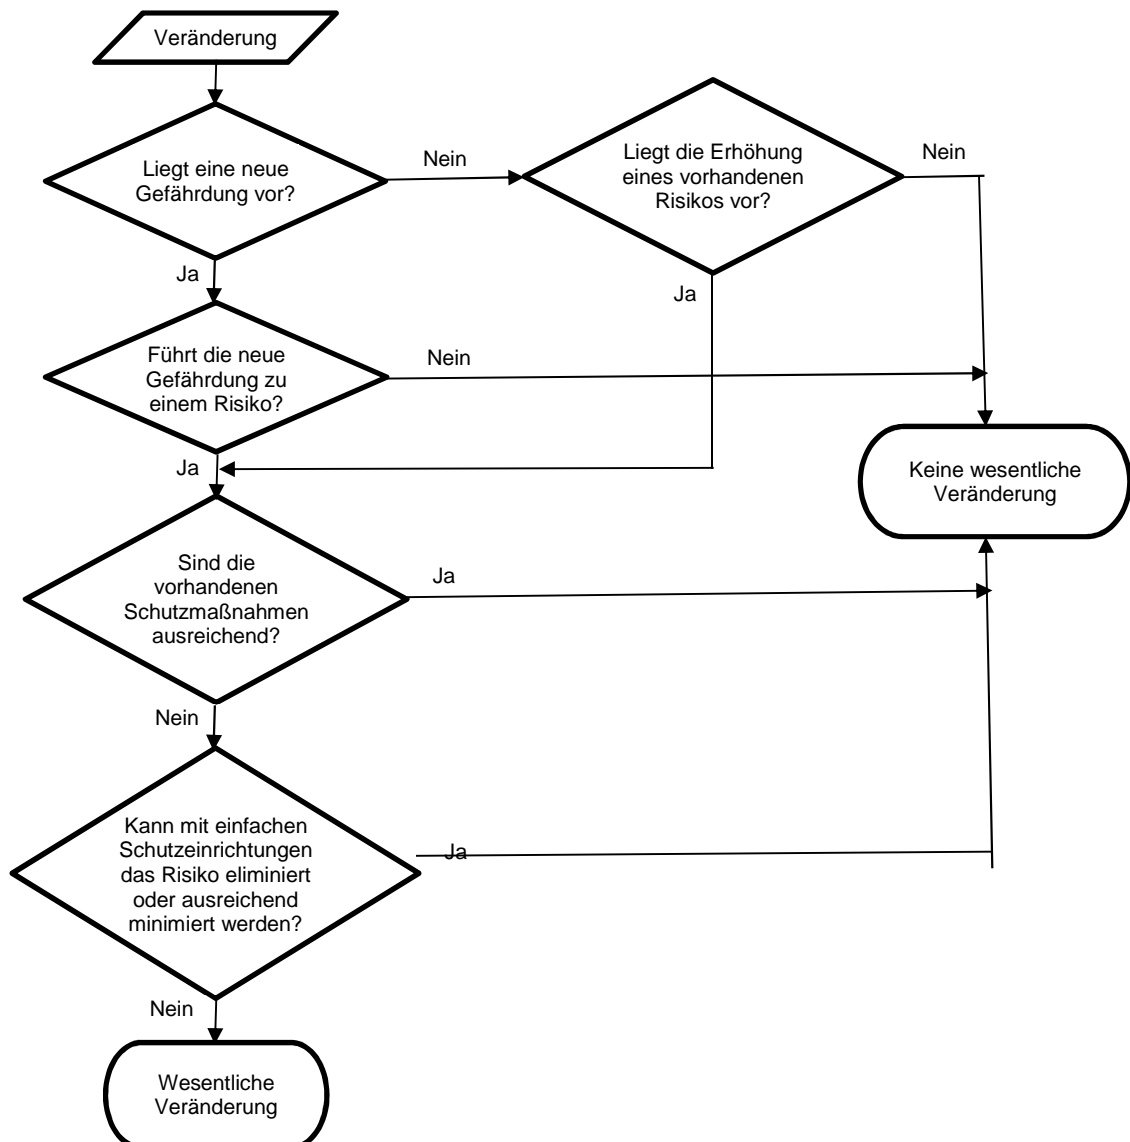 Veränderung
Liegt eine neue
Gefährdung vor?
Nein
Liegt die Erhöhung
eines vorhandenen
Risikos vor?
Nein
Ja
Ja
Führt die neue
Gefährdung zu
einem Risiko?
Nein
Ja
Keine wesentliche
Veränderung
Sind die
vorhandenen
Schutzmaßnahmen
ausreichend?
Ja
Nein
Kann mit einfachen
Schutzeinrichtungen
das Risiko eliminiert
oder ausreichend
minimiert werden?
Ja
Nein
Wesentliche
Veränderung